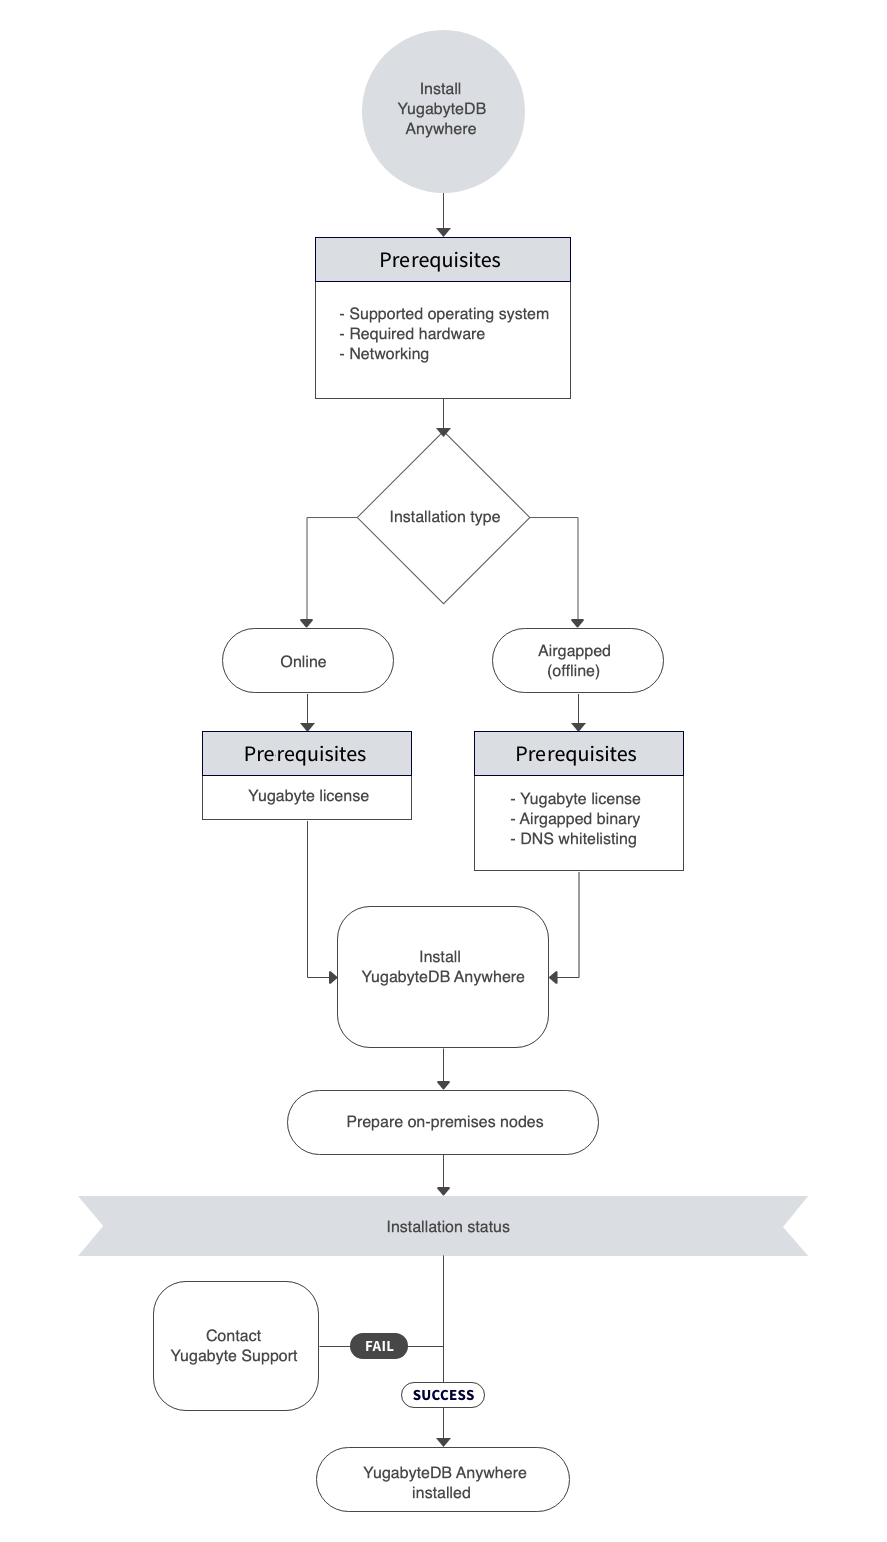 Install
YugabyteDB
Anywhere
Prerequisites
- Supported operating system
- Required hardware
- Networking
Installation type
Online
Airgapped
(offline)
Prerequisites
Yugabyte license
Prerequisites
- Yugabyte license
- Airgapped binary
- DNS whitelisting
Install
YugabyteDB Anywhere
Prepare on-premises nodes
Installation status
Contact
Yugabyte Support
FAIL
SUCCESS
YugabyteDB Anywhere
installed